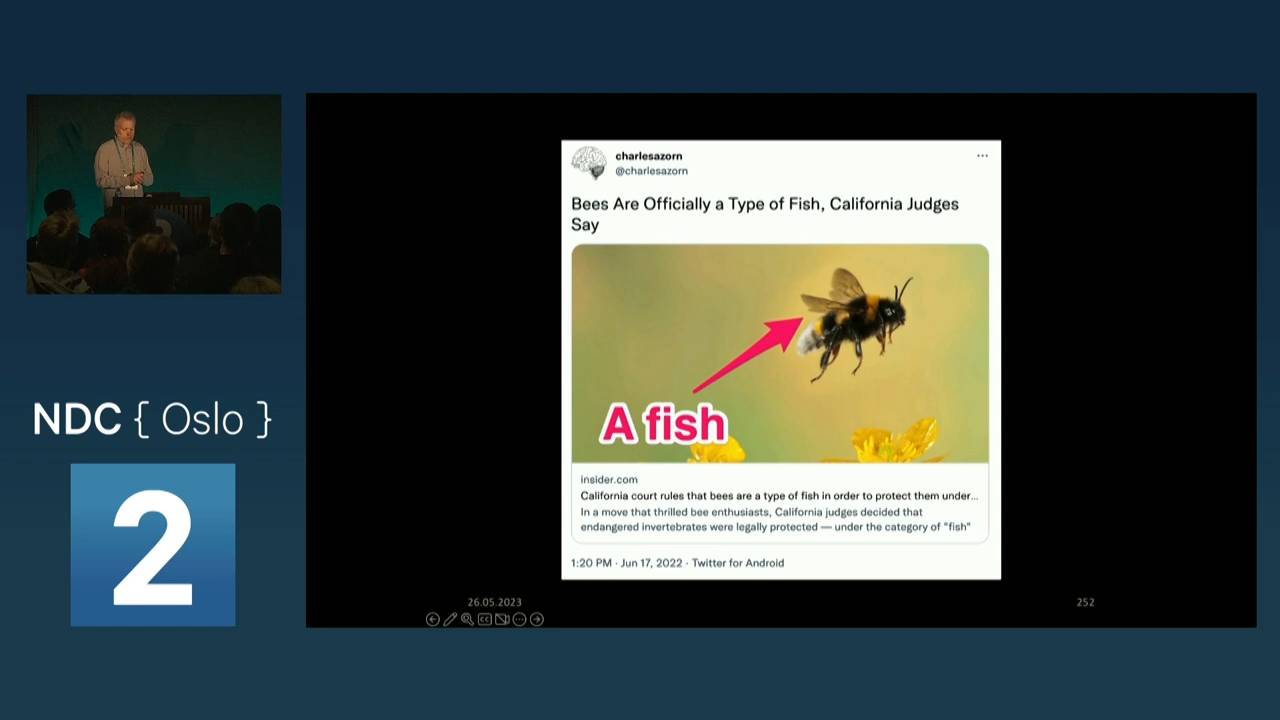 charlesazorn
@charlesazorn
Bees Are Officially a Type of Fish, California Judges
Say
A fish
insider.com
California court rules that bees are a type of fish in order to protect them under...
In a move that thrilled bee enthusiasts, California judges decided that
endangered invertebrates were legally protected — under the category of "fish"
1:20 PM · Jun 17, 2022 · Twitter for Android
26.05.2023
252
CC
NDC { Oslo }
2